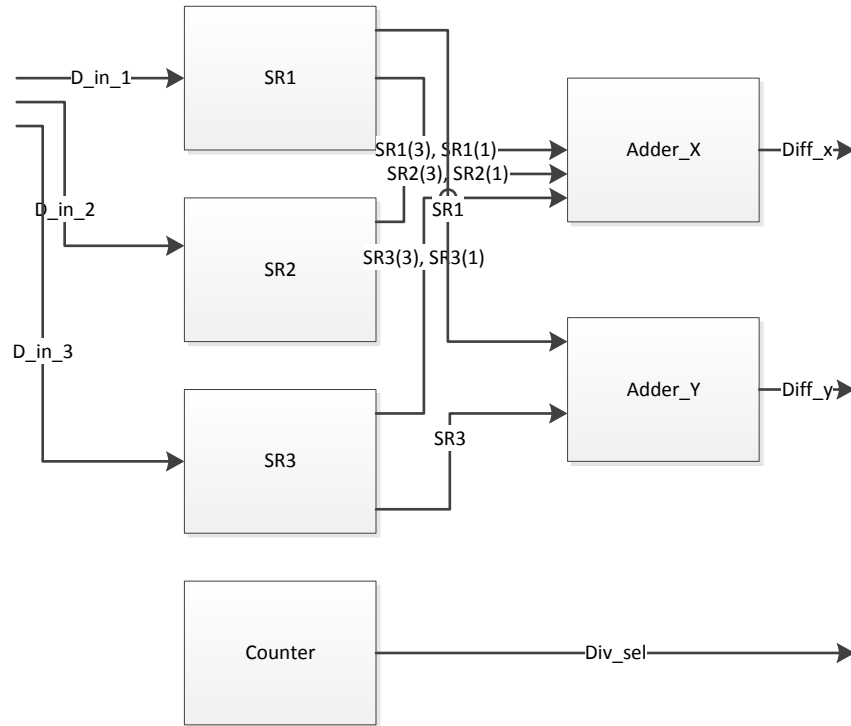 SR1
D_in_1
SR1(3), SR1(1)
Adder_X
Diff_x
SR2(3), SR2(1)
D_in_2
SR1
SR2
SR3(3), SR3(1)
D_in_3
Adder_Y
Diff_y
SR3
SR3
Counter
Div_sel